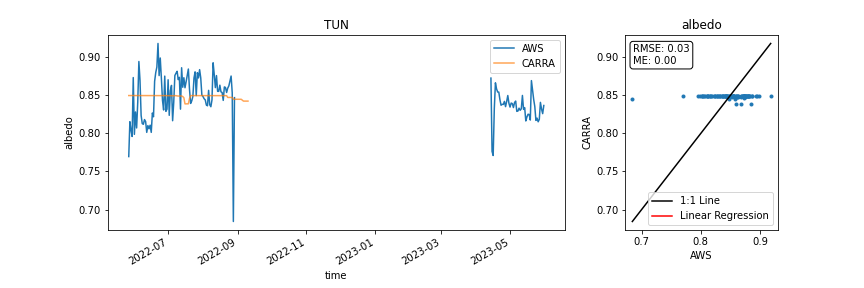 TUN
albedo
0.90
0.85
0.80
0.75
0.70
AWS
CARRA
2022-07
2022-09
2022-11
2023-01
2023-03
2023-05
time
albedo
CARRA
0.90
0.85
0.80
0.75
0.70
RMSE: 0.03
ME: 0.00
1:1 Line
Linear Regression
0.7
0.8
0.9
AWS